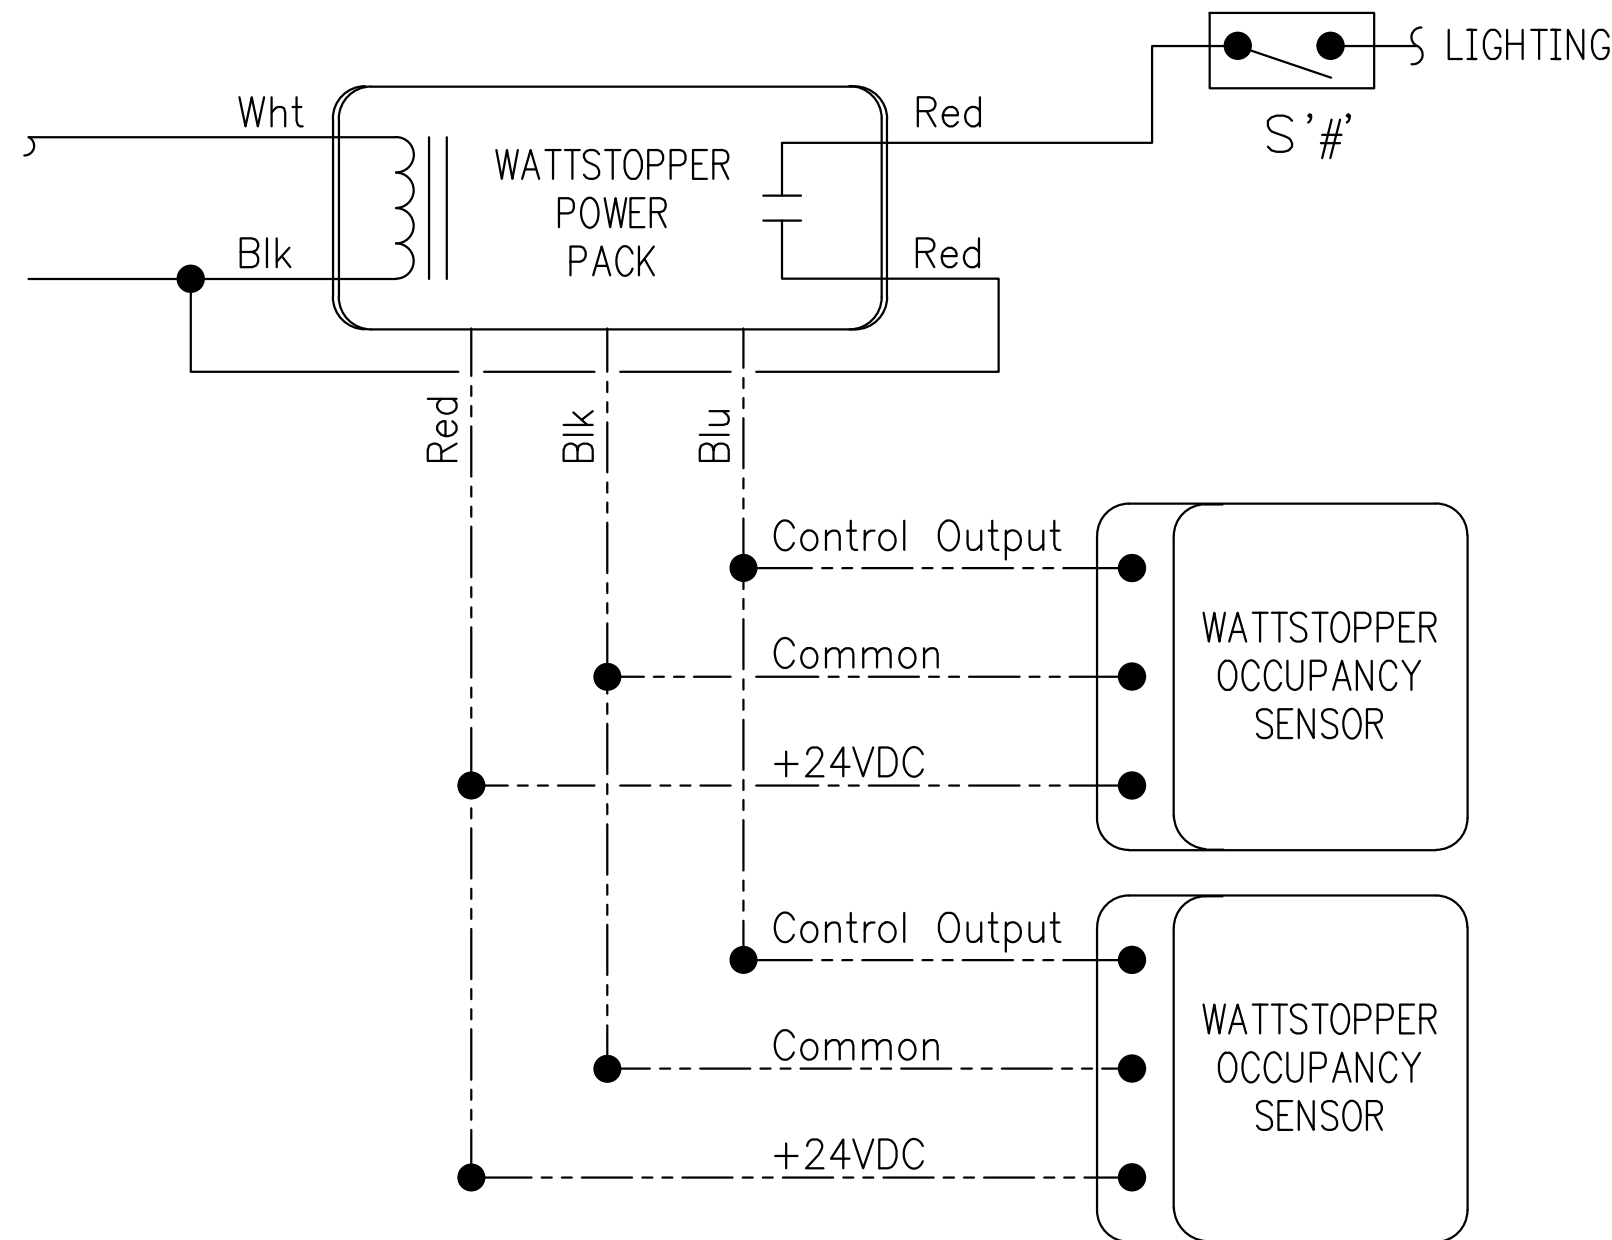 LIGHTING
S'#'
Wht
Red
WATTSTOPPER
POWER
PACK
Blk
Red
Red
Blk
Blu
Control Output
Common
+24VDC
WATTSTOPPER
OCCUPANCY
SENSOR
Control Output
Common
+24VDC
WATTSTOPPER
OCCUPANCY
SENSOR